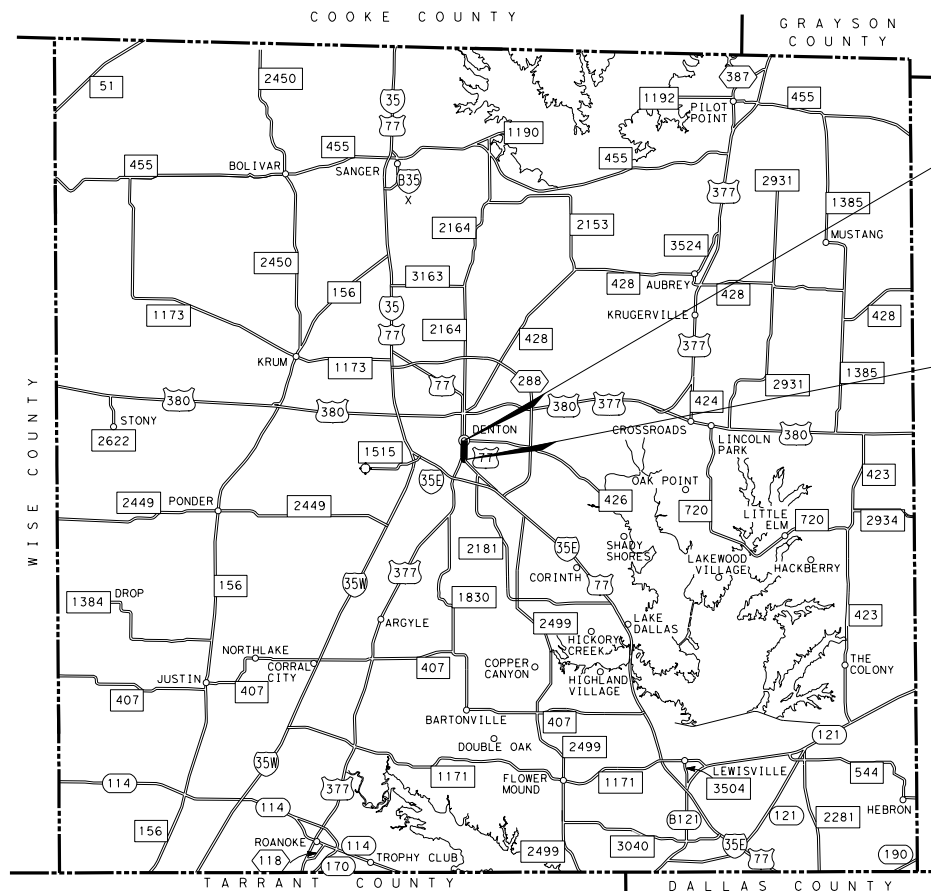 COOKE COUNTY
GRAYSON
COUNTY
51
2450
35
77
387
1192
PILOT
POINT
455
1190
455
455
BOLIVAR
SANGER
455
B35
X
377
2931
1385
2164
2153
MUSTANG
2450
3524
156
3163
428
AUBREY
428
1173
35
KRUGERVILLE
428
2164
77
428
377
KRUM
1173
77
288
2931
1385
380
380
380
377
424
STONY
DENTON
CROSSROADS
LINCOLN
PARK
380
2622
1515
77
35E
423
OAK POINT
426
2449
PONDER
2449
720
LITTLE
ELM
720
2934
2181
35E
SHADY
SHORES
LAKEWOOD
VILLAGE
HACKBERRY
WISE COUNTY
377
CORINTH
77
35W
156
1384
DROP
1830
423
ARGYLE
2499
LAKE
DALLAS
HICKORY
CREEK
NORTHLAKE
CORRAL
CITY
407
COPPER
CANYON
THE
COLONY
JUSTIN
407
407
HIGHLAND
VILLAGE
BARTONVILLE
407
121
DOUBLE OAK
2499
35W
1171
FLOWER
MOUND
1171
LEWISVILLE
544
114
377
3504
114
HEBRON
B121
121
2281
156
ROANOKE
114
118
170
TROPHY CLUB
2499
3040
35E
77
190
TARRANT COUNTY
DALLAS COUNTY